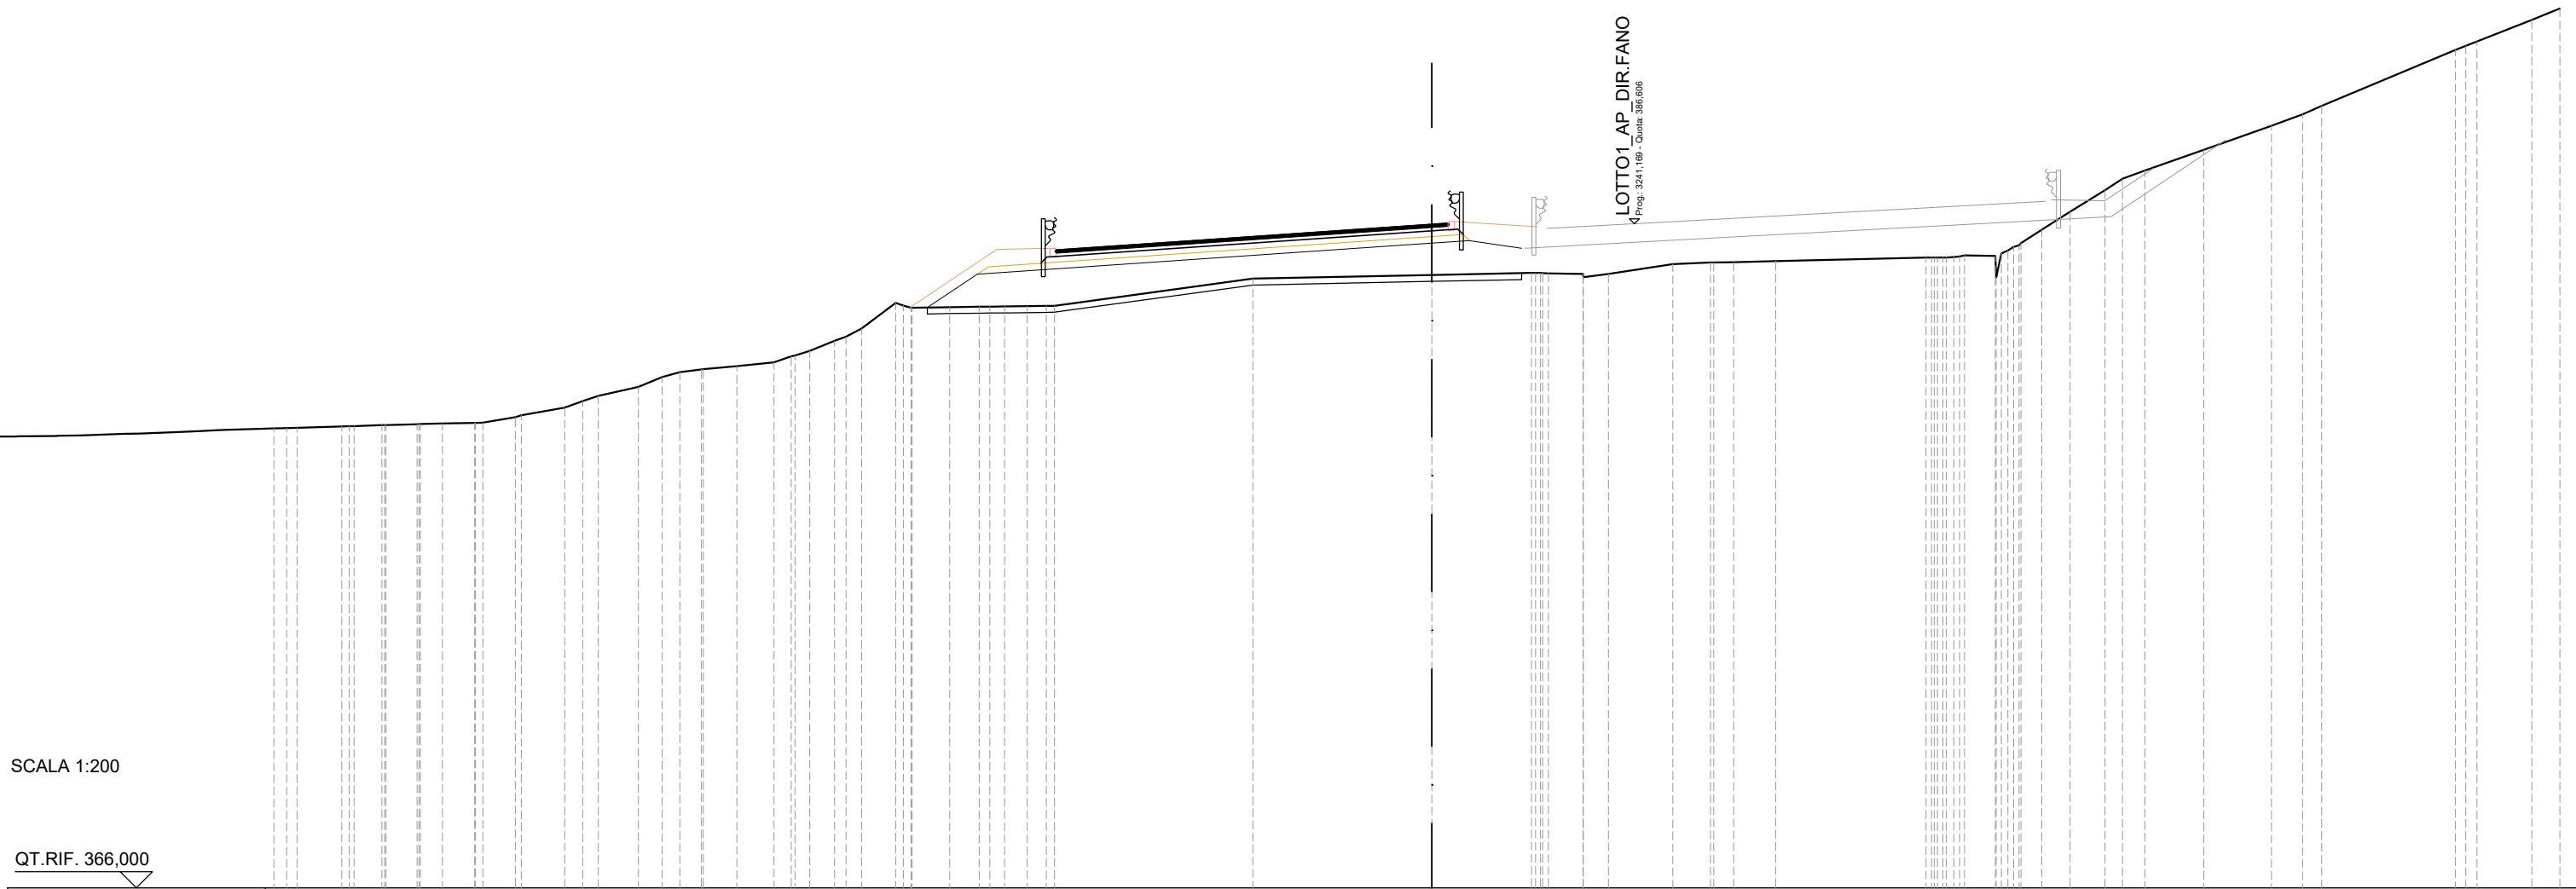 LOTTO1_AP_DIR.FANO
Prog.: 3241,169 - Quota: 386,606
SCALA 1:200
QT.RIF. 366,000